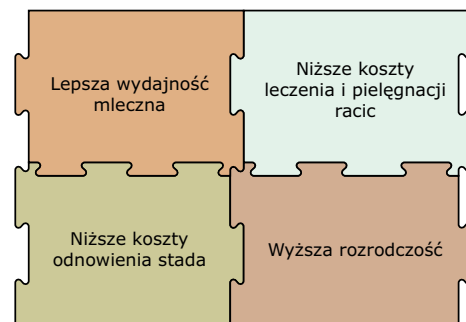 Lepsza wydajność
mleczna
Niższe koszty
leczenia i pielęgnacji
racic
Niższe koszty
odnowienia stada
Wyższa rozrodczość